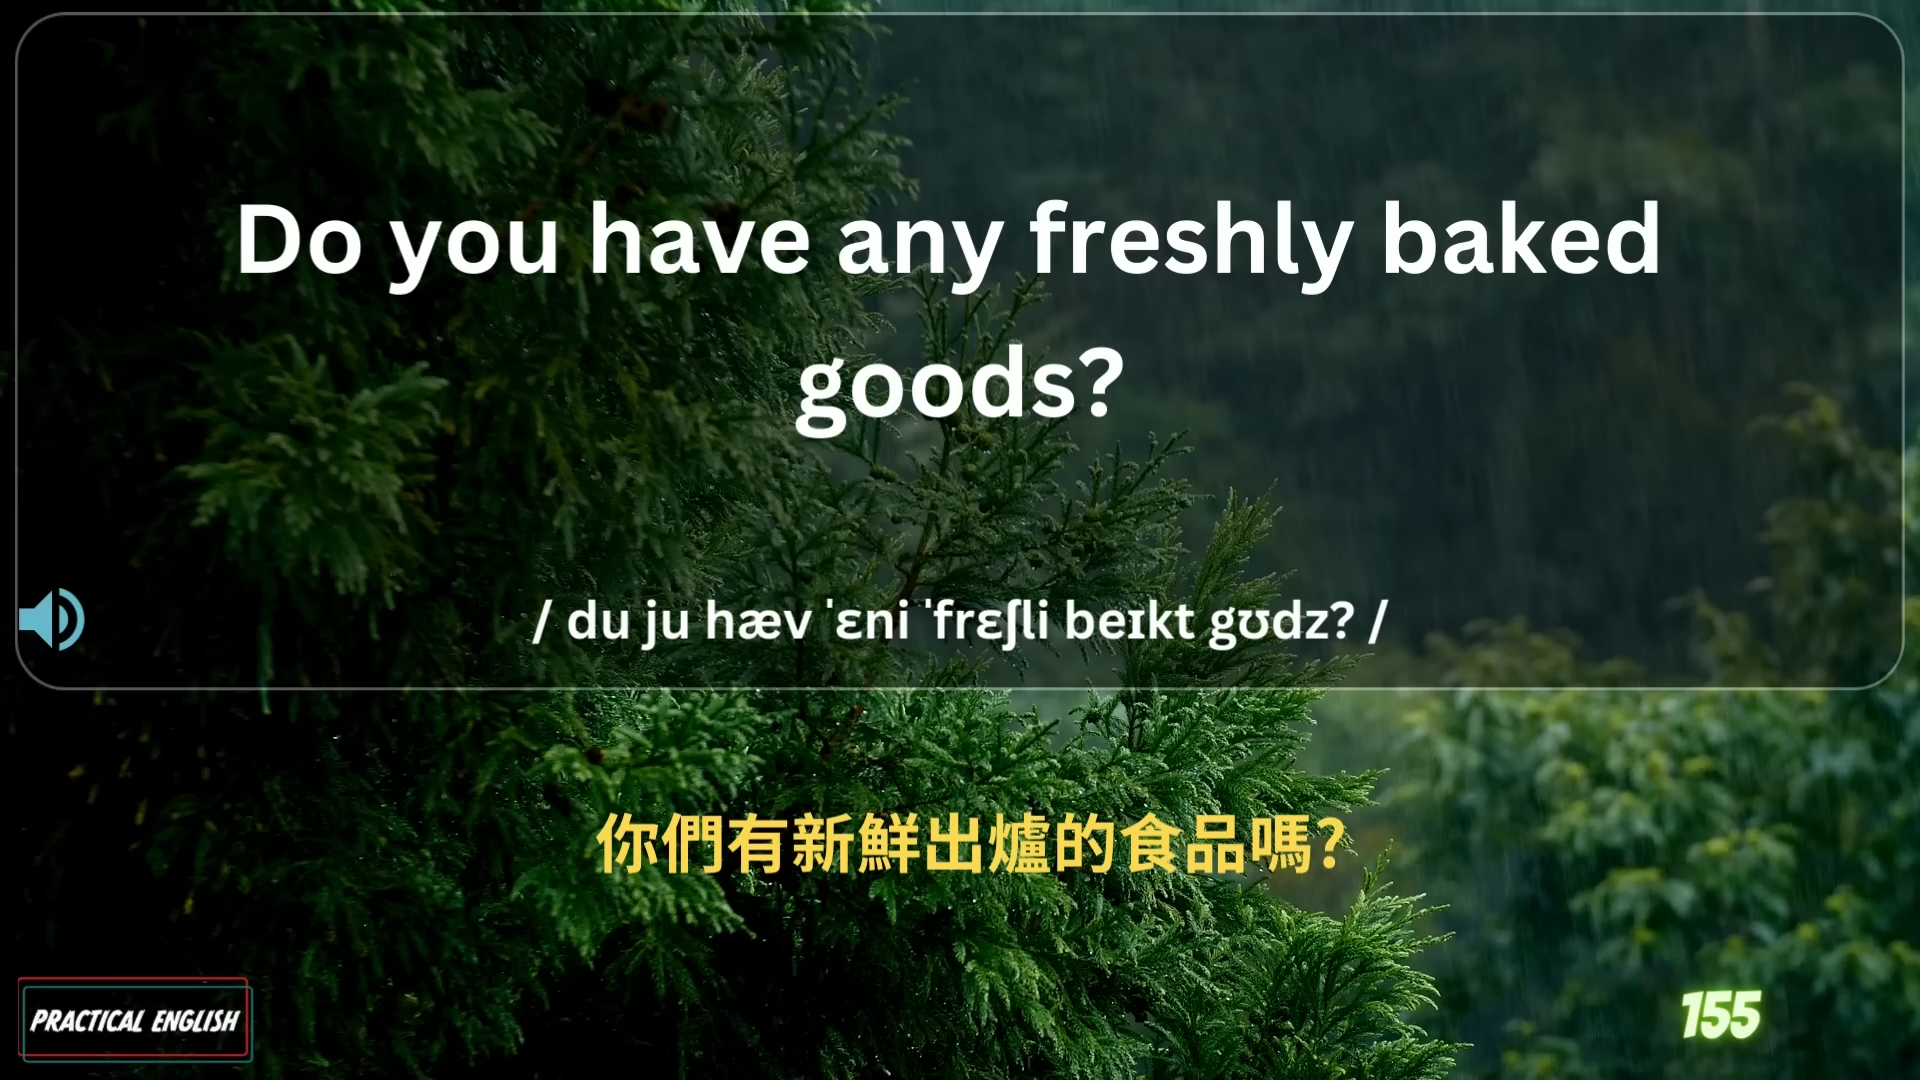 Do you have any freshly baked
goods?
/ du ju hæv ˈɛni ˈfrɛʃli beɪkt gʊdz? /
你們有新鮮出爐的食品嗎?
PRACTICAL ENGLISH
155